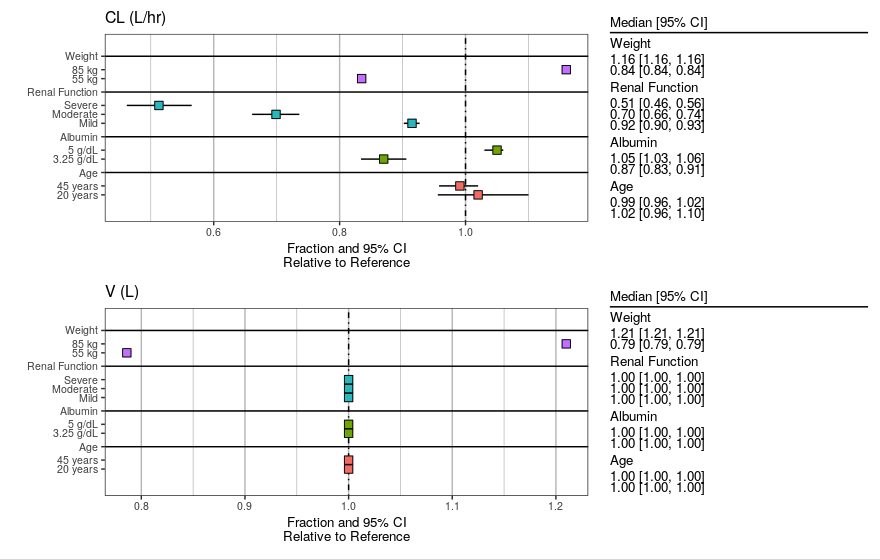 CL (L/hr)
Median [95% CI]
Weight
85 kg
55 kg
Renal Function
Severe
Moderate
Mild
Albumin
5 g/dL
3.25 g/dL
Age
45 years
20 years
Weight
1.16 [1.16, 1.16]
0.84 [0.84, 0.84]
Renal Function
0.51 [0.46, 0.56]
0.70 [0.66, 0.74]
0.92 [0.90, 0.93]
Albumin
1.05 [1.03, 1.06]
0.87 [0.83, 0.91]
Age
0.99 [0.96, 1.02]
1.02 [0.96, 1.10]
0.6 0.8 1.0
Fraction and 95% CI
Relative to Reference
V (L)
Median [95% CI]
Weight
85 kg
55 kg
Renal Function
Severe
Moderate
Mild
Albumin
5 g/dL
3.25 g/dL
Age
45 years
20 years
Weight
1.21 [1.21, 1.21]
0.79 [0.79, 0.79]
Renal Function
1.00 [1.00, 1.00]
1.00 [1.00, 1.00]
1.00 [1.00, 1.00]
Albumin
1.00 [1.00, 1.00]
1.00 [1.00, 1.00]
Age
1.00 [1.00, 1.00]
1.00 [1.00, 1.00]
0.8 0.9 1.0 1.1 1.2
Fraction and 95% CI
Relative to Reference